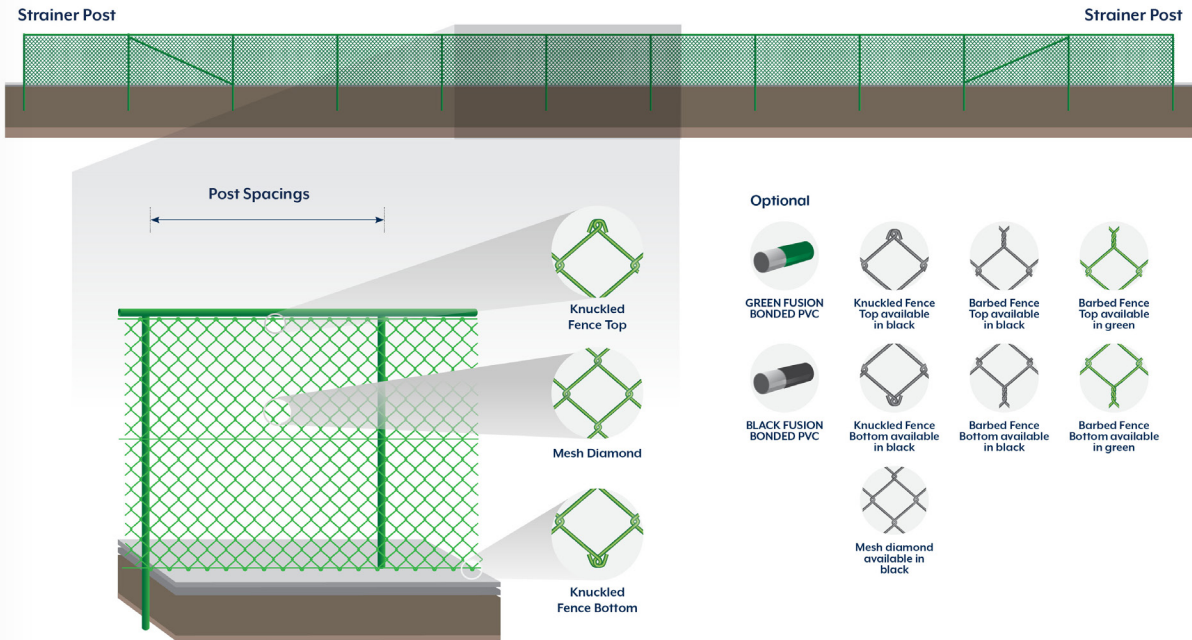 Strainer Post
Strainer Post
Post Spacings
Knuckled
Fence Top
Mesh Diamond
Knuckled
Fence Bottom
Optional
GREEN FUSION
BONDED PVC
Knuckled Fence
Top available
in black
Barbed Fence
Top available
in black
Barbed Fence
Top available
in green
BLACK FUSION
BONDED PVC
Knuckled Fence
Bottom available
in black
Barbed Fence
Bottom available
in black
Barbed Fence
Bottom available
in green
Mesh diamond
available in
black